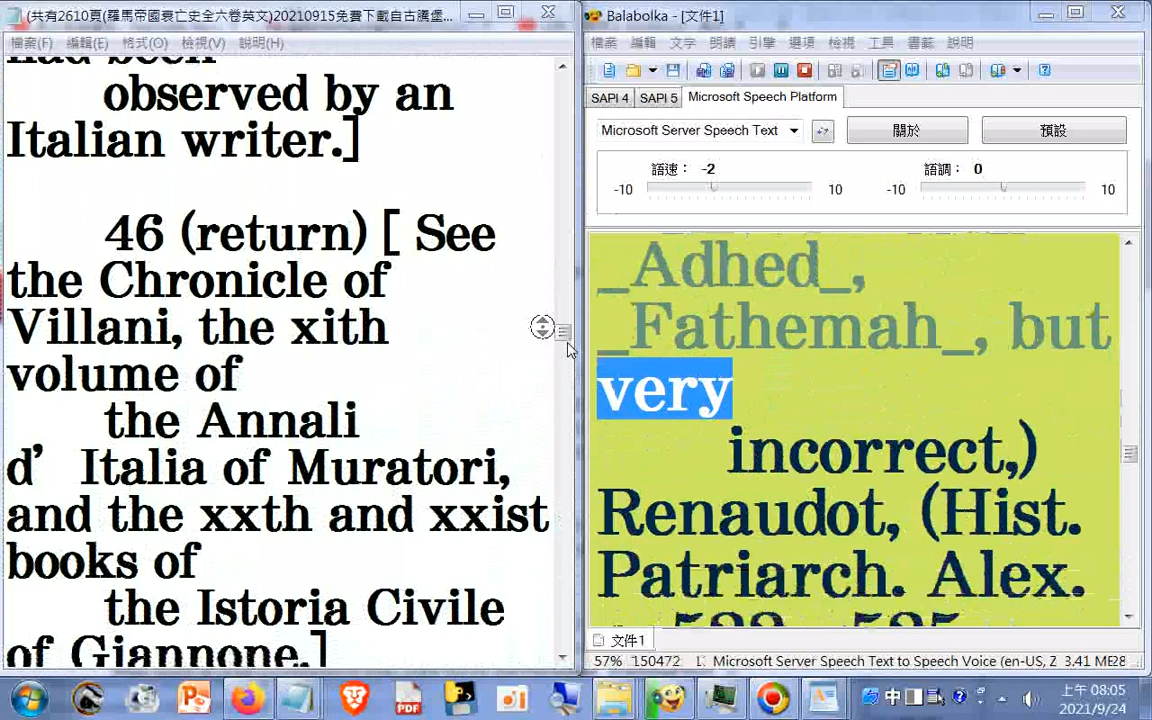 (共有2610頁(羅馬帝國衰亡史全六卷英文)20210915免費下載自古騰堡...
檔案(F) 編輯(E) 格式(O) 檢視(V) 說明(H)
had been
observed by an
Italian writer.]
46 (return) [ See
the Chronicle of
Villani, the xith
volume of
the Annali
d’Italia of Muratori,
and the xxth and xxist
books of
the Istoria Civile
of Giannone.]
Balabolka - [文件1]
檔案 編輯 文字 朗讀 引擎 選項 檢視 工具 書籤 說明
SAPI 4 SAPI 5 Microsoft Speech Platform
Microsoft Server Speech Text 關於 預設
語速： -2 語調： 0
-10 10 -10 10
_Adhed_,
_Fathemah_, but
very
incorrect,)
Renaudot, (Hist.
Patriarch. Alex.
文件1
57% 150472 Microsoft Server Speech Text to Speech Voice (en-US, Z 3.41 ME28
PDF 中 上午 08:05
2021/9/24